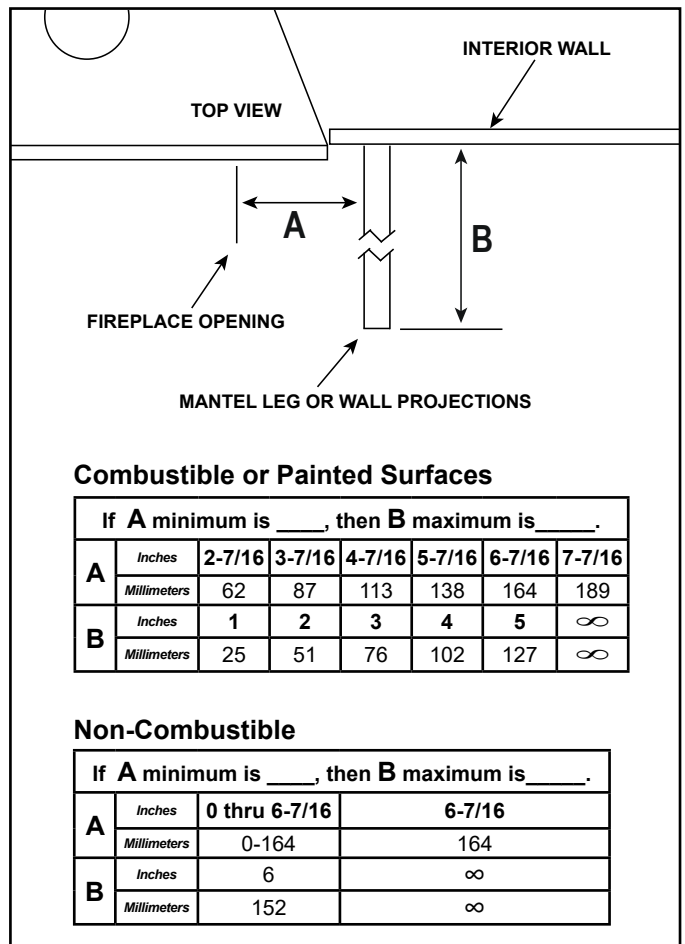 INTERIOR WALL
TOP VIEW
A
B
FIREPLACE OPENING
MANTEL LEG OR WALL PROJECTIONS
Combustible or Painted Surfaces
If A minimum is ____, then B maximum is_____.
A Inches 2-7/16 3-7/16 4-7/16 5-7/16 6-7/16 7-7/16
Millimeters 62 87 113 138 164 189
B Inches 1 2 3 4 5 ∞
Millimeters 25 51 76 102 127 ∞
Non-Combustible
If A minimum is ____, then B maximum is_____.
A Inches 0 thru 6-7/16 6-7/16
Millimeters 0-164 164
B Inches 6 ∞
Millimeters 152 ∞